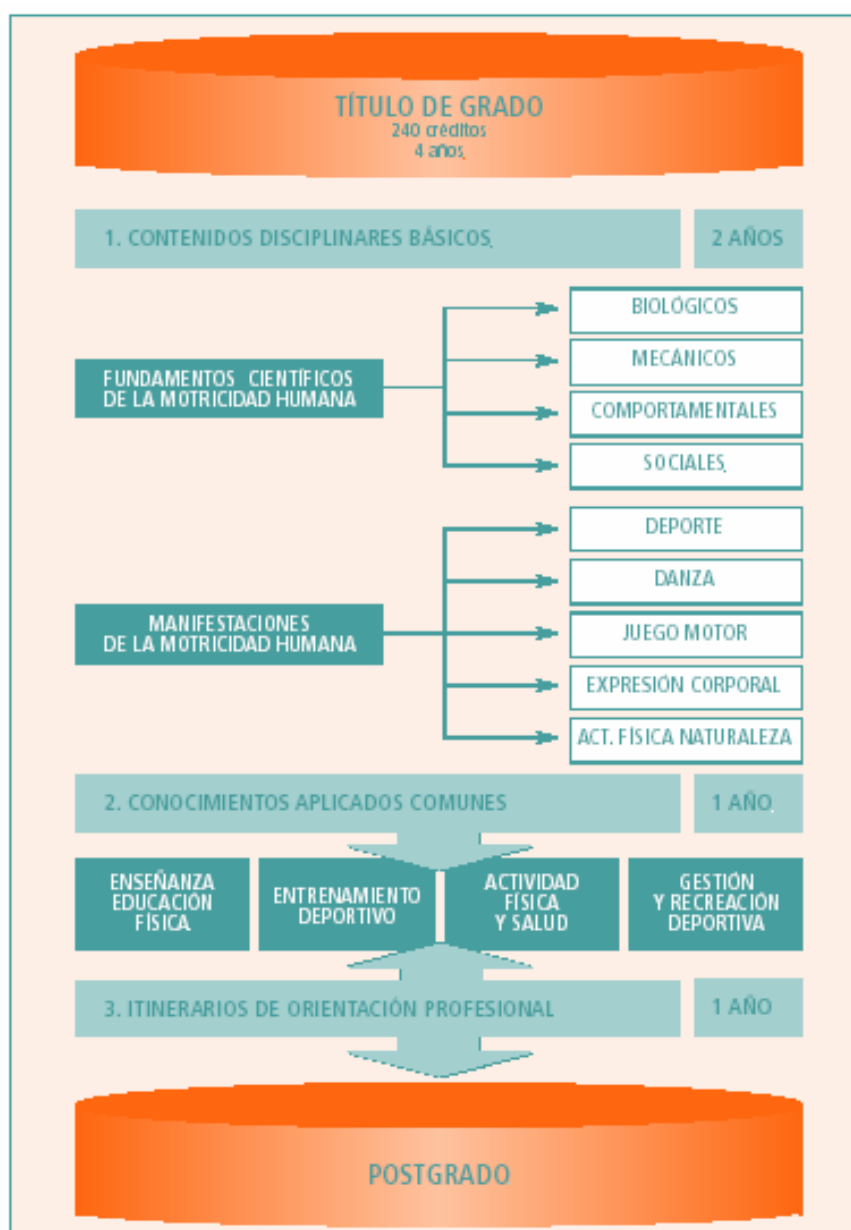 TÍTULO DE GRADO
240 créditos
4 años
1. CONTENIDOS DISCIPLINARES BÁSICOS
2 AÑOS
FUNDAMENTOS CIENTÍFICOS
DE LA MOTRICIDAD HUMANA
BIOLÓGICOS
MECÁNICOS
COMPORTAMENTALES
SOCIALES
MANIFESTACIONES
DE LA MOTRICIDAD HUMANA
DEPORTE
DANZA
JUEGO MOTOR
EXPRESIÓN CORPORAL
ACT. FÍSICA NATURALEZA
2. CONOCIMIENTOS APLICADOS COMUNES
1 AÑO
ENSEÑANZA
EDUCACIÓN
FÍSICA
ENTRENAMIENTO
DEPORTIVO
ACTIVIDAD
FÍSICA
Y SALUD
GESTIÓN
Y RECREACIÓN
DEPORTIVA
3. ITINERARIOS DE ORIENTACIÓN PROFESIONAL
1 AÑO
POSTGRADO